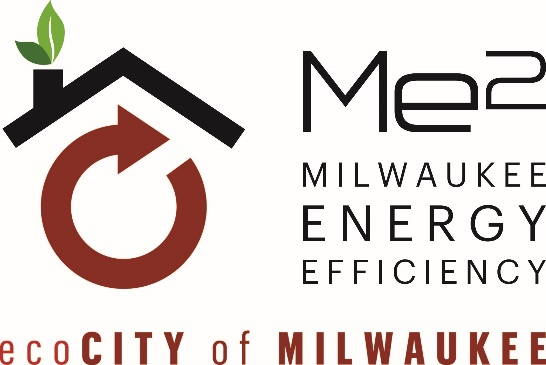 Me²
MILWAUKEE
ENERGY
EFFICIENCY
ecoCITY of MILWAUKEE